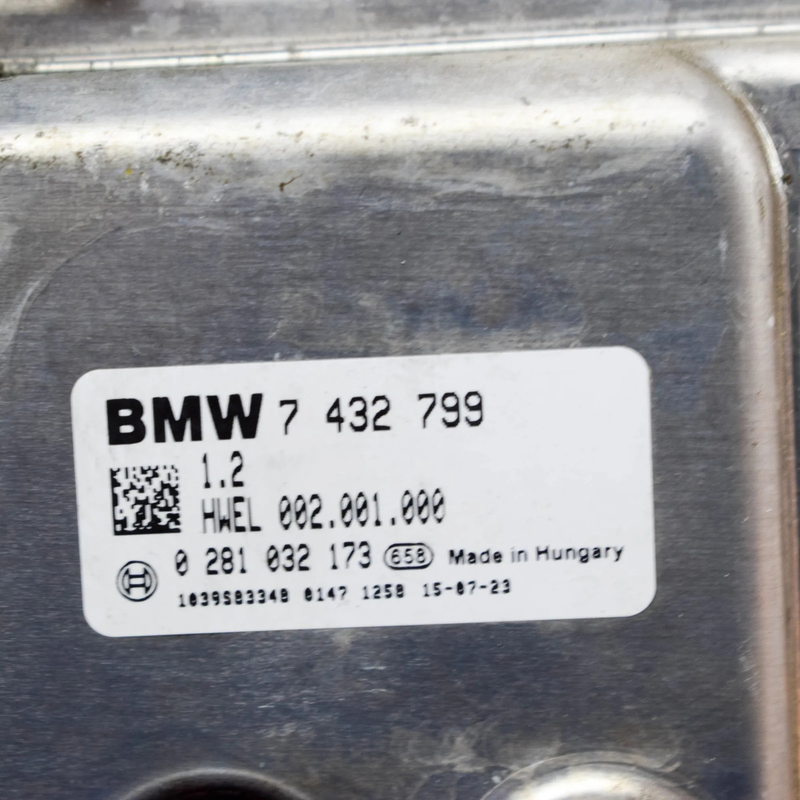 BMW 7 432 799
1.2
HWEL 002.001.000
0 281 032 173 658 Made in Hungary
1039S83348 0147 1258 15-07-23